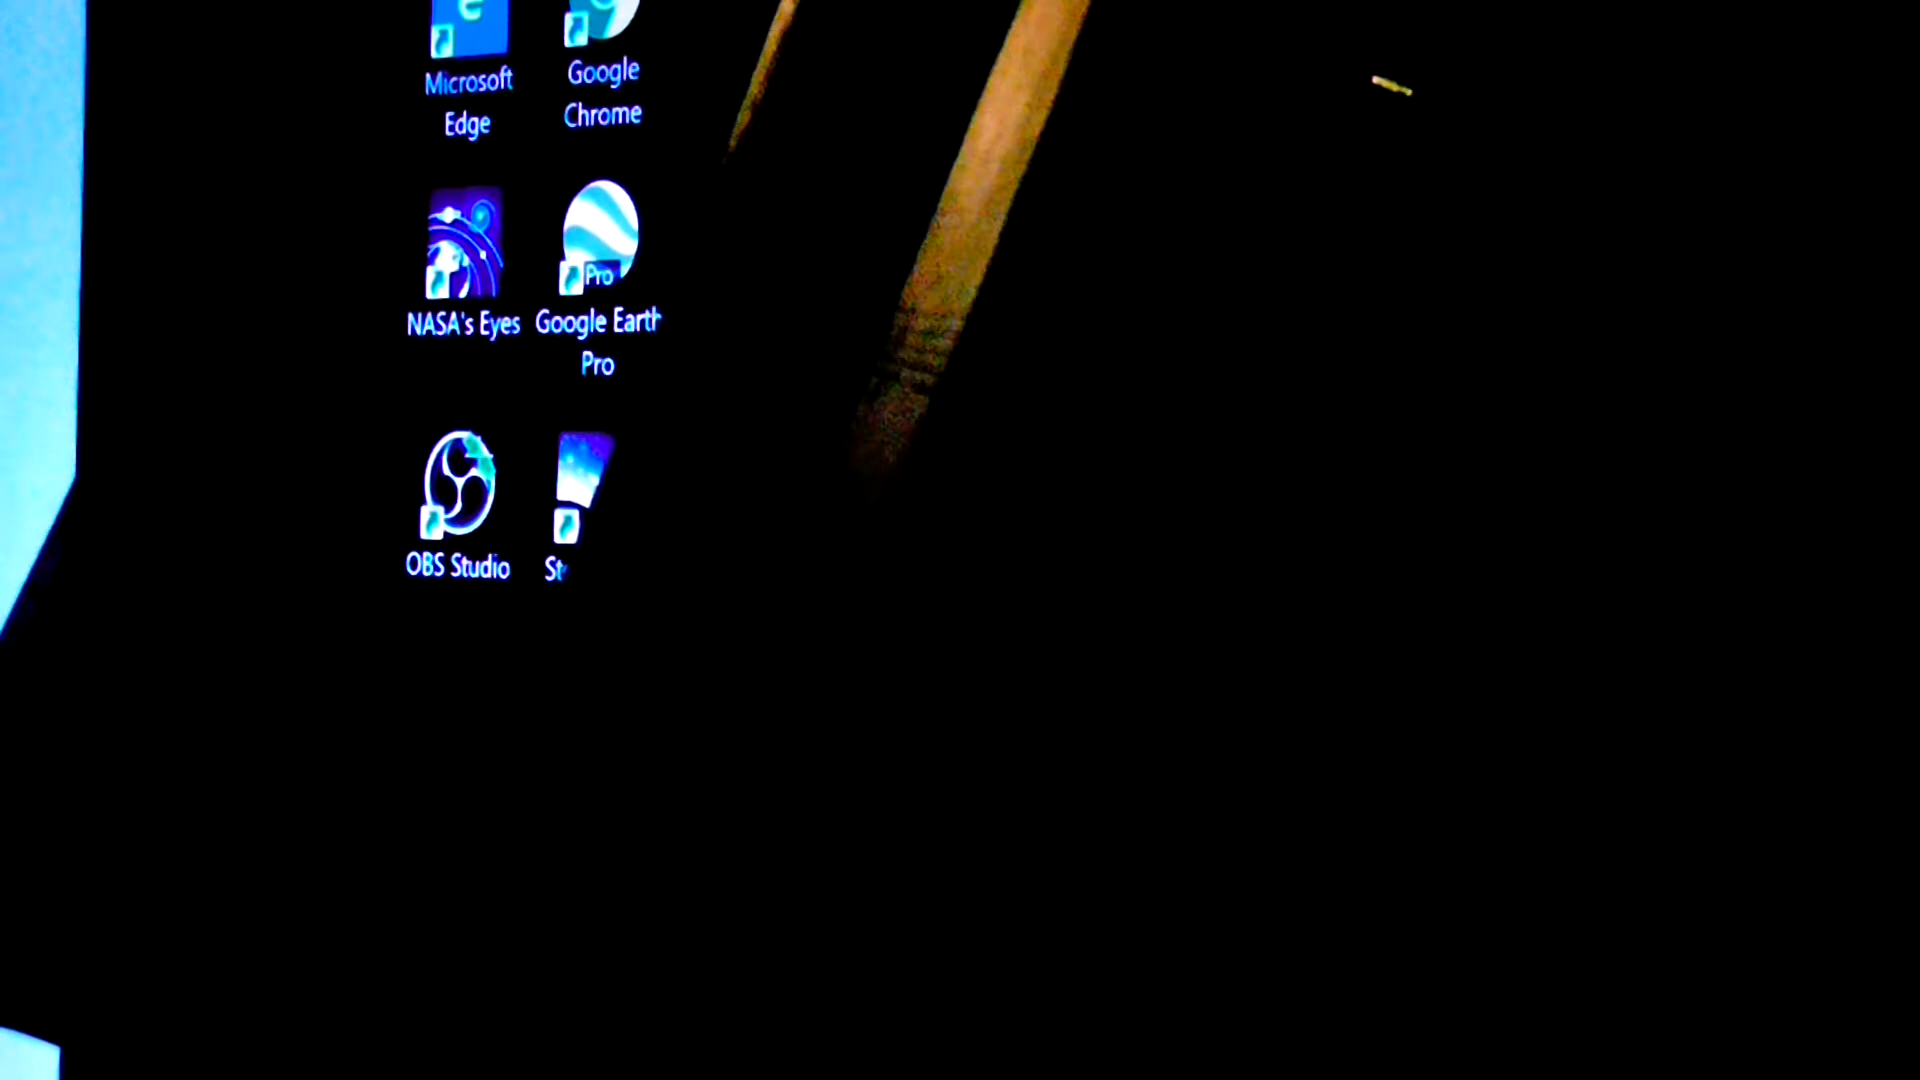 Microsoft
Edge
Google
Chrome
NASA's Eyes
Pro
Google Earth
Pro
OBS Studio